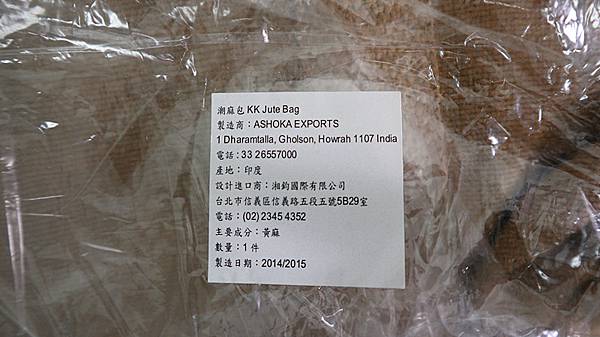 潮麻包 KK Jute Bag
製造商：ASHOKA EXPORTS
1 Dharamtalla, Gholson, Howrah 1107 India
電話：33 26557000
產地：印度
設計進口商：湘鈞國際有限公司
台北市信義區信義路五段五號5B29室
電話：(02) 2345 4352
主要成分：黃麻
數量：1 件
製造日期：2014/2015